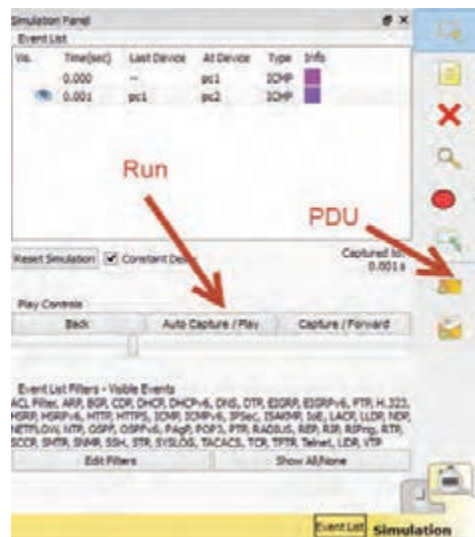 Simulation Panel
Event List
Vis. Time(sec) Last Device At Device Type Info
0.000 -- pc1 ICMP
0.001 pc1 pc2 ICMP
Run
PDU
Reset Simulation Constant
Captured to:
0.001 s
Play Controls
Back Auto Capture / Play Capture / Forward
Event List Filters - Visible Events
ACL Filter, ARP, BGP, CDP, DHCP, DHCPv6, DNS, DTP, EIGRP, EIGRPv6, FTP, H.323,
HSRP, HSRPv6, HTTP, HTTPS, ICMP, ICMPv6, IPSec, ISAKMP, IoE, LACP, LLDP, NDP,
NETFLOW, NTP, OSPF, OSPFv6, PAgP, POP3, PTP, RADIUS, REP, RIP, RIPng, RTP,
SCCP, SMTP, SNMP, SSH, STP, SYSLOG, TACACS, TCP, TFTP, Telnet, UDP, VTP
Edit Filters Show All/None
Event List Simulation